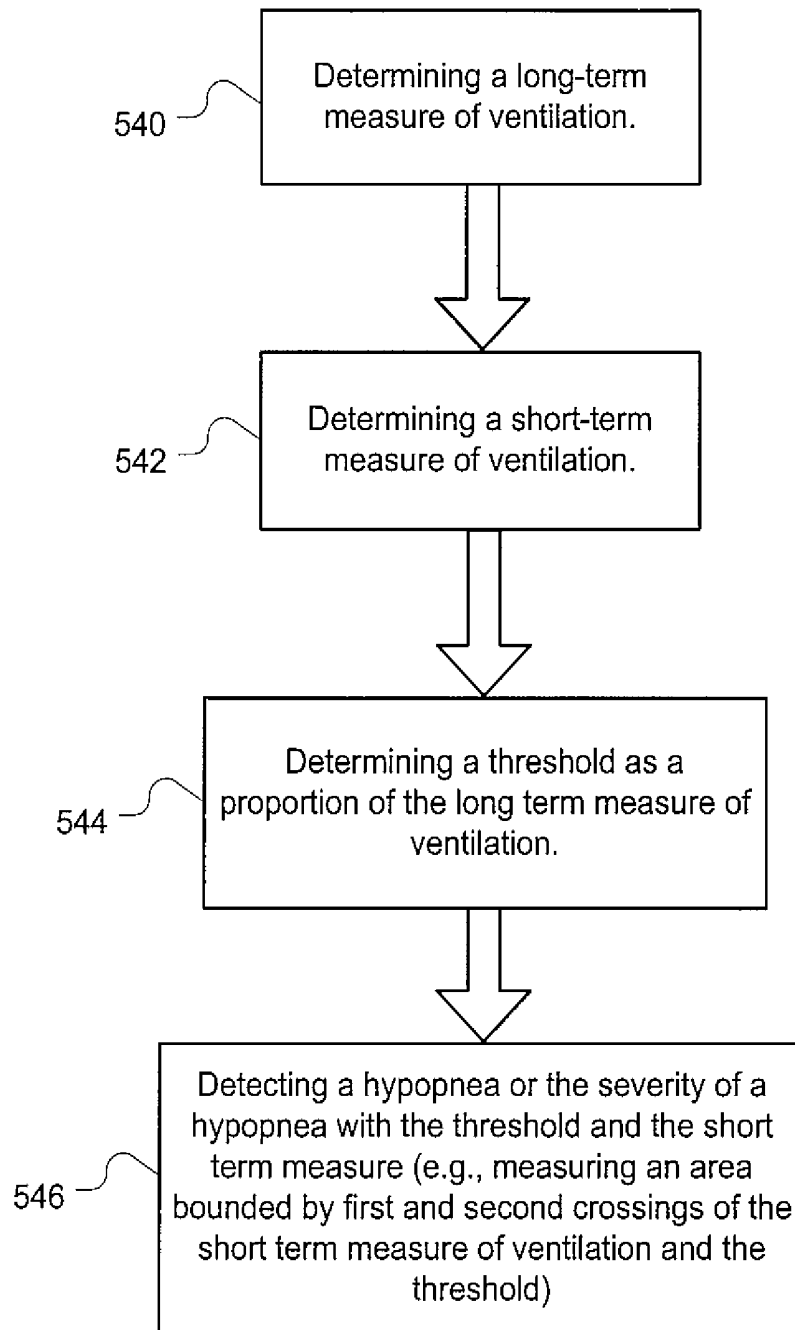 Determining a long-term
measure of ventilation.
540
Determining a short-term
measure of ventilation.
542
Determining a threshold as a
proportion of the long term measure of
ventilation.
544
Detecting a hypopnea or the severity of a
hypopnea with the threshold and the short
term measure (e.g., measuring an area
bounded by first and second crossings of the
short term measure of ventilation and the
threshold)
546